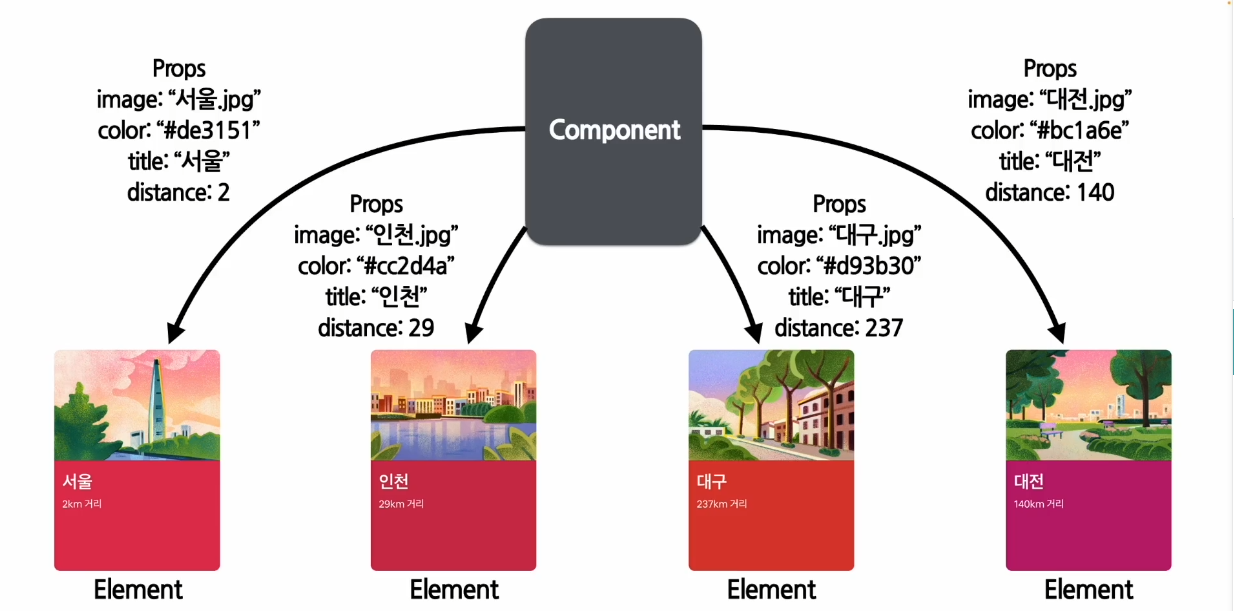 Component
Props
image: “서울.jpg”
color: “#de3151”
title: “서울”
distance: 2
Props
image: “인천.jpg”
color: “#cc2d4a”
title: “인천”
distance: 29
Props
image: “대구.jpg”
color: “#d93b30”
title: “대구”
distance: 237
Props
image: “대전.jpg”
color: “#bc1a6e”
title: “대전”
distance: 140
서울
2km 거리
Element
인천
29km 거리
Element
대구
237km 거리
Element
대전
140km 거리
Element